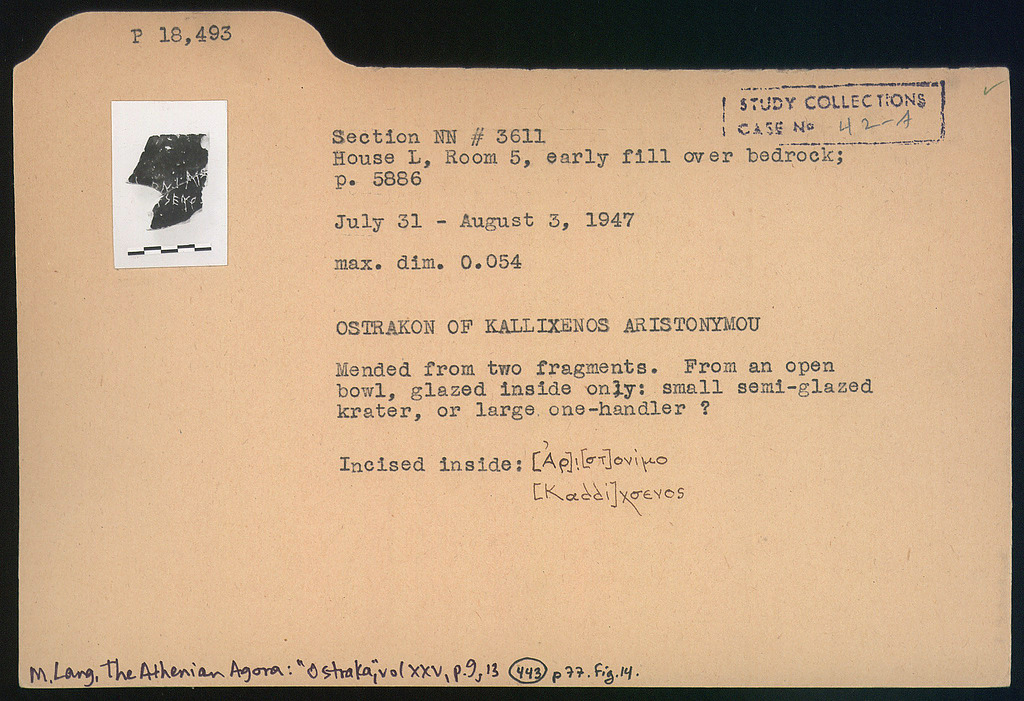 P 18,493
STUDY COLLECTIONS
CASE No 42-A
Section NN # 3611
House L, Room 5, early fill over bedrock;
p. 5886
July 31 - August 3, 1947
max. dim. 0.054
OSTRAKON OF KALLIXENOS ARISTONYMOU
Mended from two fragments. From an open
bowl, glazed inside only: small semi-glazed
krater, or large one-handler ?
Incised inside: [Ἀρ]ι[στ]ονίμο
[Καλλί]χσενος
M. Lang, The Athenian Agora: "Ostraka," vol XXV, p. 9, 13 443 p 77. Fig. 14.